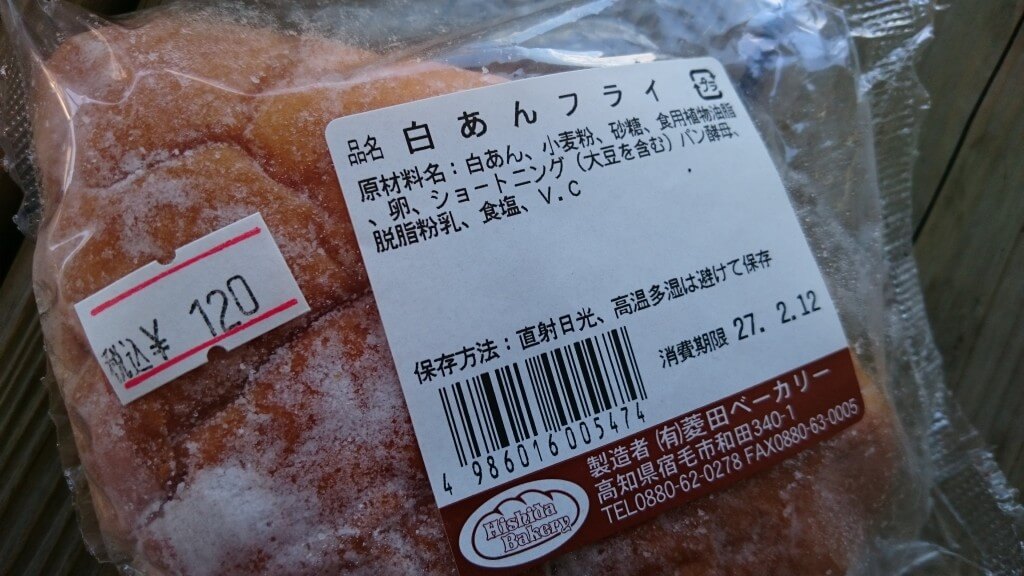 品名 白あんフライ
プラ
原材料名：白あん、小麦粉、砂糖、食用植物油脂
、卵、ショートニング（大豆を含む）パン酵母、
脱脂粉乳、食塩、V.C
保存方法：直射日光、高温多湿は避けて保存
消費期限 27. 2.12
4 986016 005474
製造者 (有)菱田ベーカリー
高知県宿毛市和田340-1
TEL0880-62-0278 FAX0880-63-0005
Hishida
Bakery
税込¥ 120